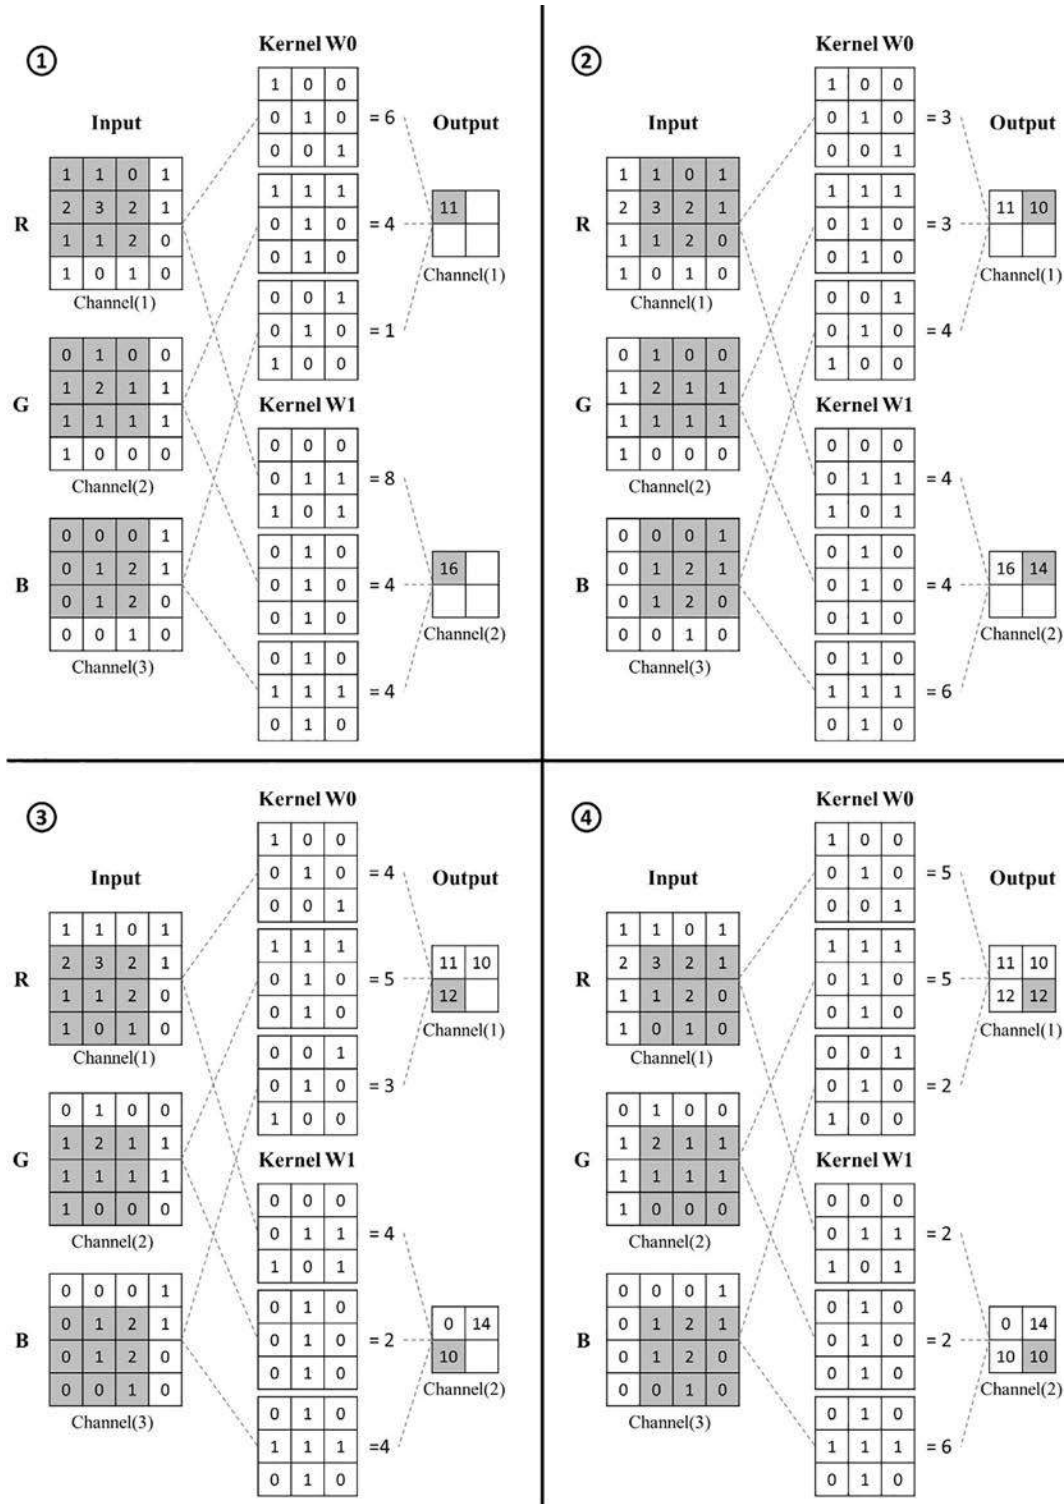 ①
Input
R
1 1 0 1
2 3 2 1
1 1 2 0
1 0 1 0
Channel(1)
G
0 1 0 0
1 2 1 1
1 1 1 1
1 0 0 0
Channel(2)
B
0 0 0 1
0 1 2 1
0 1 2 0
0 0 1 0
Channel(3)
Kernel W0
1 0 0
0 1 0
0 0 1
= 6
1 1 1
0 1 0
0 1 0
= 4
0 0 1
0 1 0
1 0 0
= 1
Kernel W1
0 0 0
0 1 1
1 0 1
= 8
0 1 0
0 1 0
0 1 0
= 4
0 1 0
1 1 1
0 1 0
= 4
Output
11
Channel(1)
16
Channel(2)
②
Input
R
1 1 0 1
2 3 2 1
1 1 2 0
1 0 1 0
Channel(1)
G
0 1 0 0
1 2 1 1
1 1 1 1
1 0 0 0
Channel(2)
B
0 0 0 1
0 1 2 1
0 1 2 0
0 0 1 0
Channel(3)
Kernel W0
1 0 0
0 1 0
0 0 1
= 3
1 1 1
0 1 0
0 1 0
= 3
0 0 1
0 1 0
1 0 0
= 4
Kernel W1
0 0 0
0 1 1
1 0 1
= 4
0 1 0
0 1 0
0 1 0
= 4
0 1 0
1 1 1
0 1 0
= 6
Output
11 10
Channel(1)
16 14
Channel(2)
③
Input
R
1 1 0 1
2 3 2 1
1 1 2 0
1 0 1 0
Channel(1)
G
0 1 0 0
1 2 1 1
1 1 1 1
1 0 0 0
Channel(2)
B
0 0 0 1
0 1 2 1
0 1 2 0
0 0 1 0
Channel(3)
Kernel W0
1 0 0
0 1 0
0 0 1
= 4
1 1 1
0 1 0
0 1 0
= 5
0 0 1
0 1 0
1 0 0
= 3
Kernel W1
0 0 0
0 1 1
1 0 1
= 4
0 1 0
0 1 0
0 1 0
= 2
0 1 0
1 1 1
0 1 0
=4
Output
11 10
12
Channel(1)
0 14
10
Channel(2)
④
Input
R
1 1 0 1
2 3 2 1
1 1 2 0
1 0 1 0
Channel(1)
G
0 1 0 0
1 2 1 1
1 1 1 1
1 0 0 0
Channel(2)
B
0 0 0 1
0 1 2 1
0 1 2 0
0 0 1 0
Channel(3)
Kernel W0
1 0 0
0 1 0
0 0 1
= 5
1 1 1
0 1 0
0 1 0
= 5
0 0 1
0 1 0
1 0 0
= 2
Kernel W1
0 0 0
0 1 1
1 0 1
= 2
0 1 0
0 1 0
0 1 0
= 2
0 1 0
1 1 1
0 1 0
= 6
Output
11 10
12 12
Channel(1)
0 14
10 10
Channel(2)